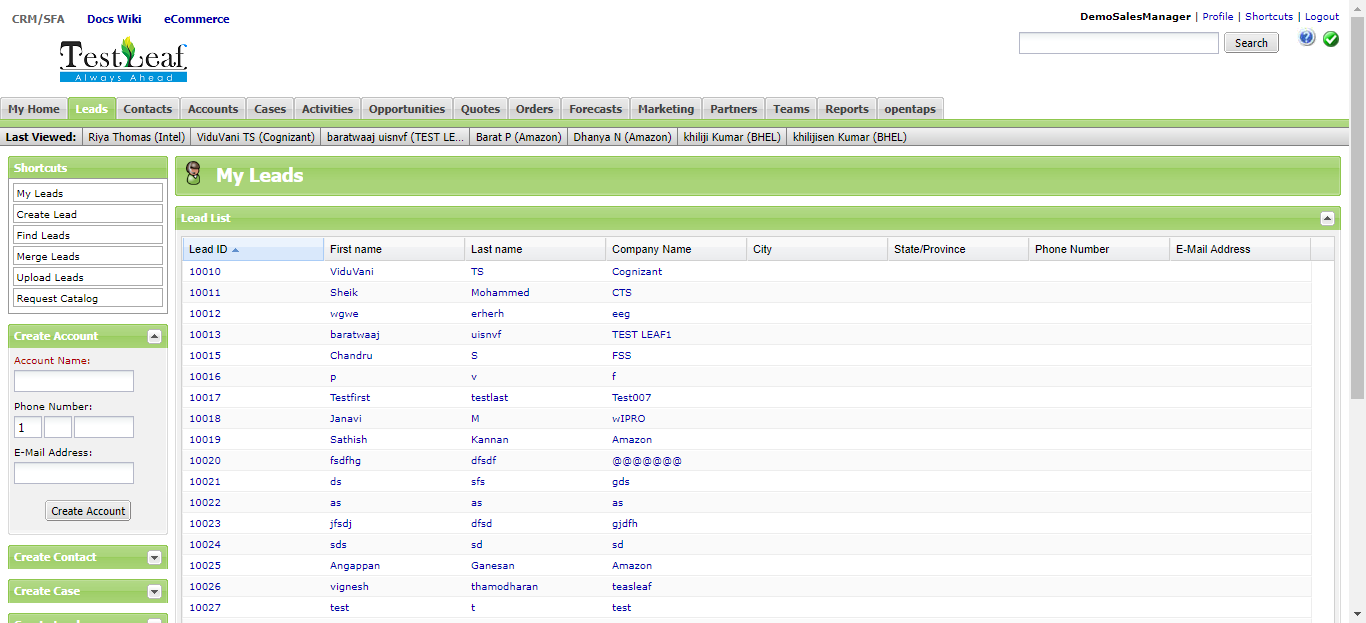 CRM/SFA Docs Wiki eCommerce
DemoSalesManager | Profile | Shortcuts | Logout
TestLeaf
Always Ahead
Search
My Home Leads Contacts Accounts Cases Activities Opportunities Quotes Orders Forecasts Marketing Partners Teams Reports opentaps
Last Viewed: Riya Thomas (Intel) ViduVani TS (Cognizant) baratwaaj uisnvf (TEST LE... Barat P (Amazon) Dhanya N (Amazon) khiliji Kumar (BHEL) khilijisen Kumar (BHEL)
Shortcuts
My Leads
Create Lead
Find Leads
Merge Leads
Upload Leads
Request Catalog
Create Account
Account Name:
Phone Number:
1
E-Mail Address:
Create Account
Create Contact
Create Case
My Leads
Lead List
Lead ID First name Last name Company Name City State/Province Phone Number E-Mail Address
10010 ViduVani TS Cognizant
10011 Sheik Mohammed CTS
10012 wgwe erherh eeg
10013 baratwaaj uisnvf TEST LEAF1
10015 Chandru S FSS
10016 p v f
10017 Testfirst testlast Test007
10018 Janavi M wIPRO
10019 Sathish Kannan Amazon
10020 fsdfhg dfsdf @@@@@@@
10021 ds sfs gds
10022 as as as
10023 jfsdj dfsd gjdfh
10024 sds sd sd
10025 Angappan Ganesan Amazon
10026 vignesh thamodharan teasleaf
10027 test t test